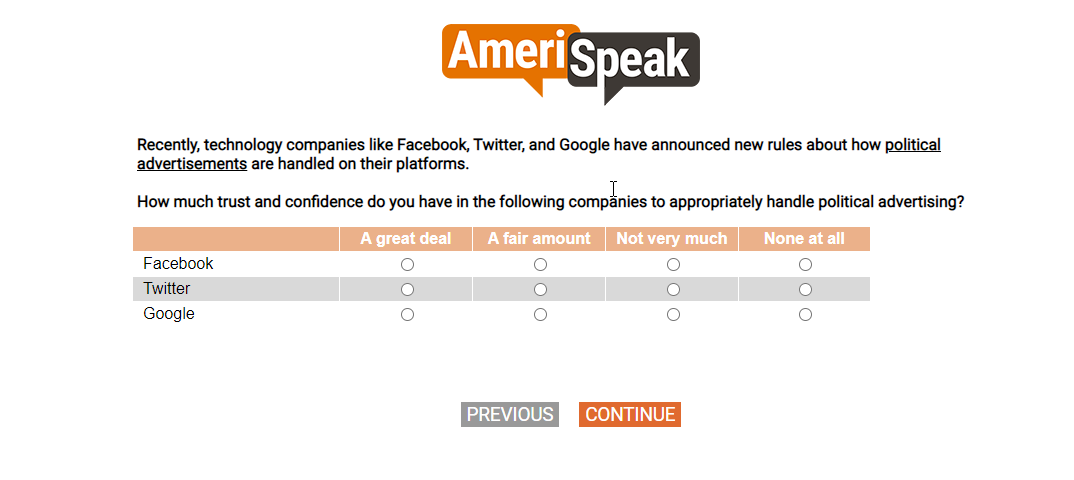 AmeriSpeak
Recently, technology companies like Facebook, Twitter, and Google have announced new rules about how political
advertisements are handled on their platforms.
How much trust and confidence do you have in the following companies to appropriately handle political advertising?
A great deal A fair amount Not very much None at all
Facebook
Twitter
Google
PREVIOUS CONTINUE